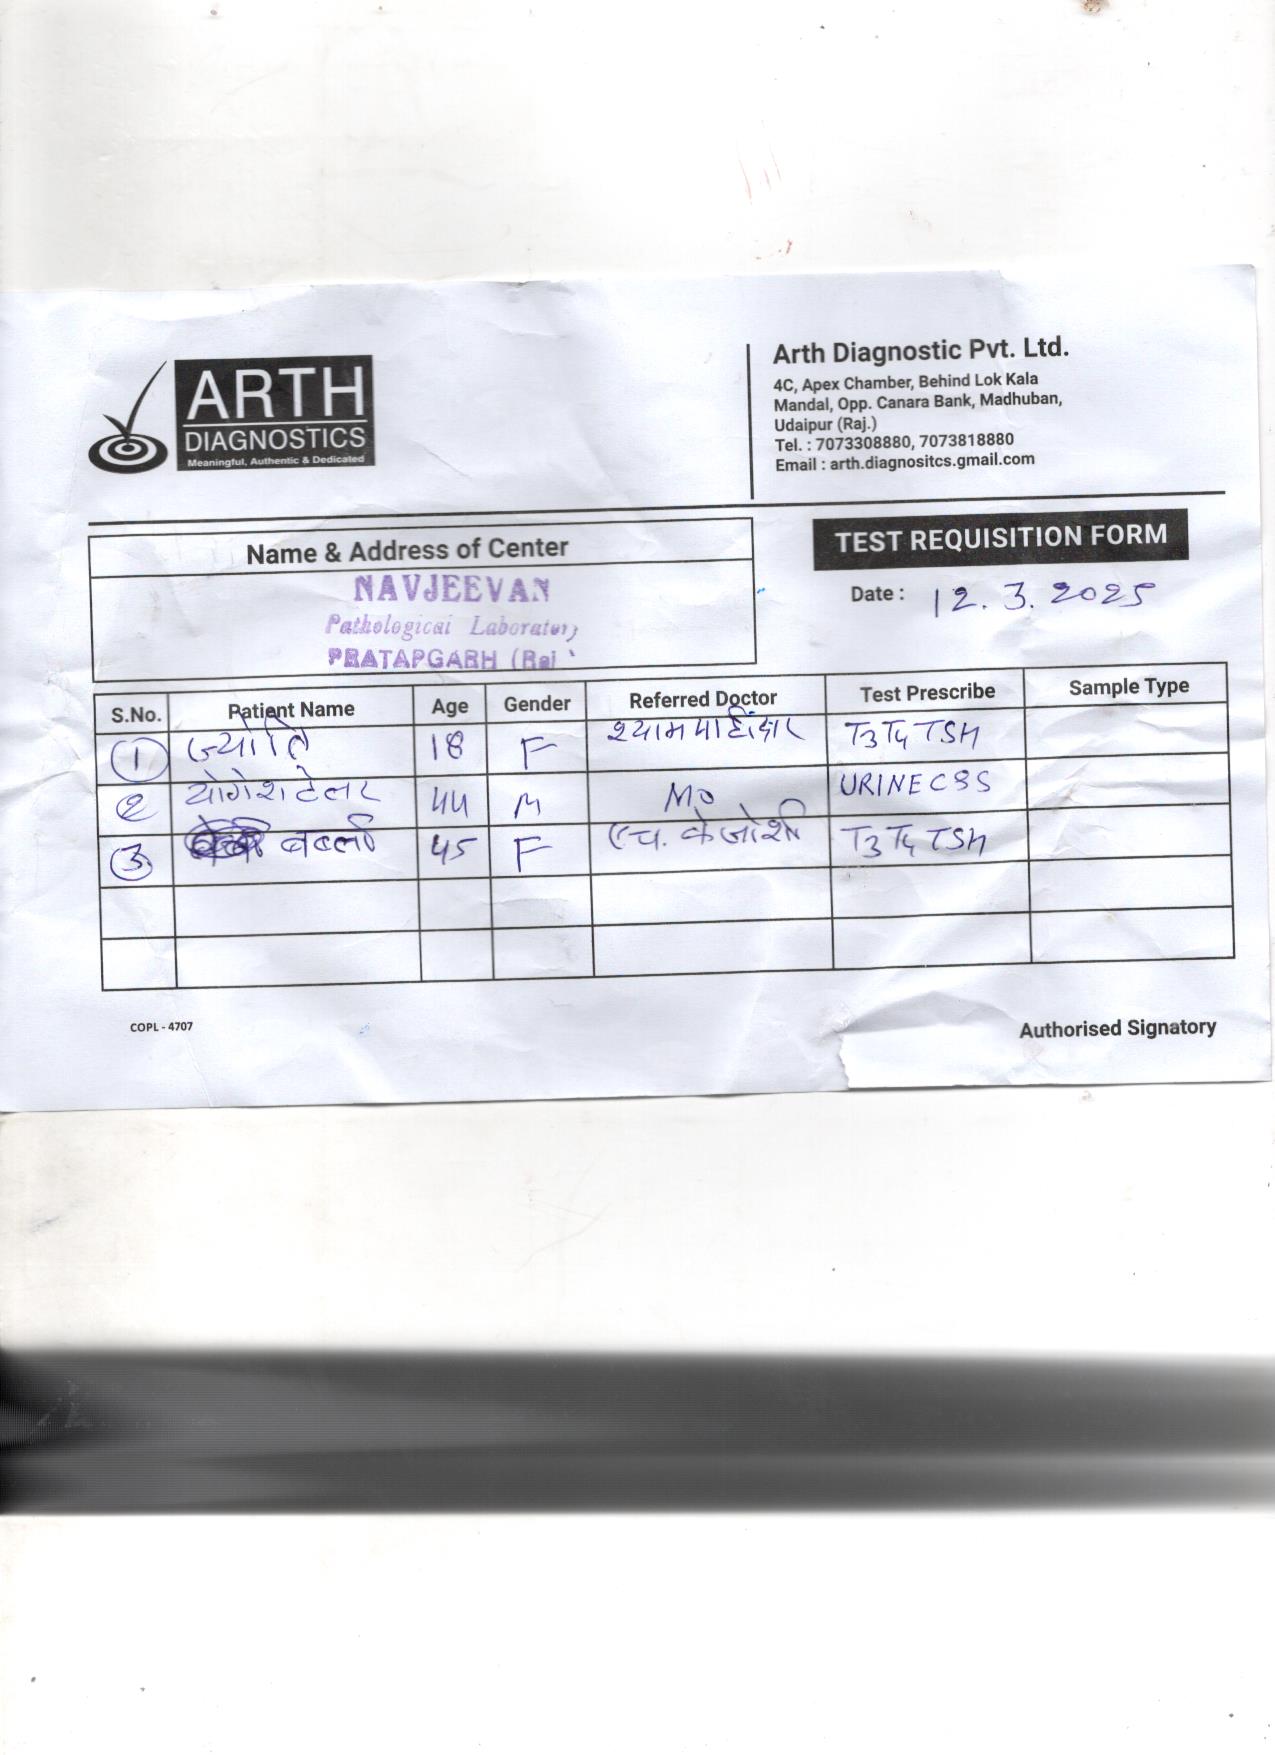 ARTH
DIAGNOSTICS
Meaningful, Authentic & Dedicated
Arth Diagnostic Pvt. Ltd.
4C, Apex Chamber, Behind Lok Kala
Mandal, Opp. Canara Bank, Madhuban,
Udaipur (Raj.)
Tel. : 7073308880, 7073818880
Email : arth.diagnositcs.gmail.com
Name & Address of Center
NAVJEEVAN
Pathological Laboratory
PRATAPGARH (Raj
TEST REQUISITION FORM
Date : 12.3.2025
S.No. Patient Name Age Gender Referred Doctor Test Prescribe Sample Type
1 ज्योति 18 F श्याम T3 T4 TSH
2 योगेश टेलर 44 M MO URINE C&S
3 45 F एच. के जोशी T3 T4 TSH
COPL - 4707
Authorised Signatory